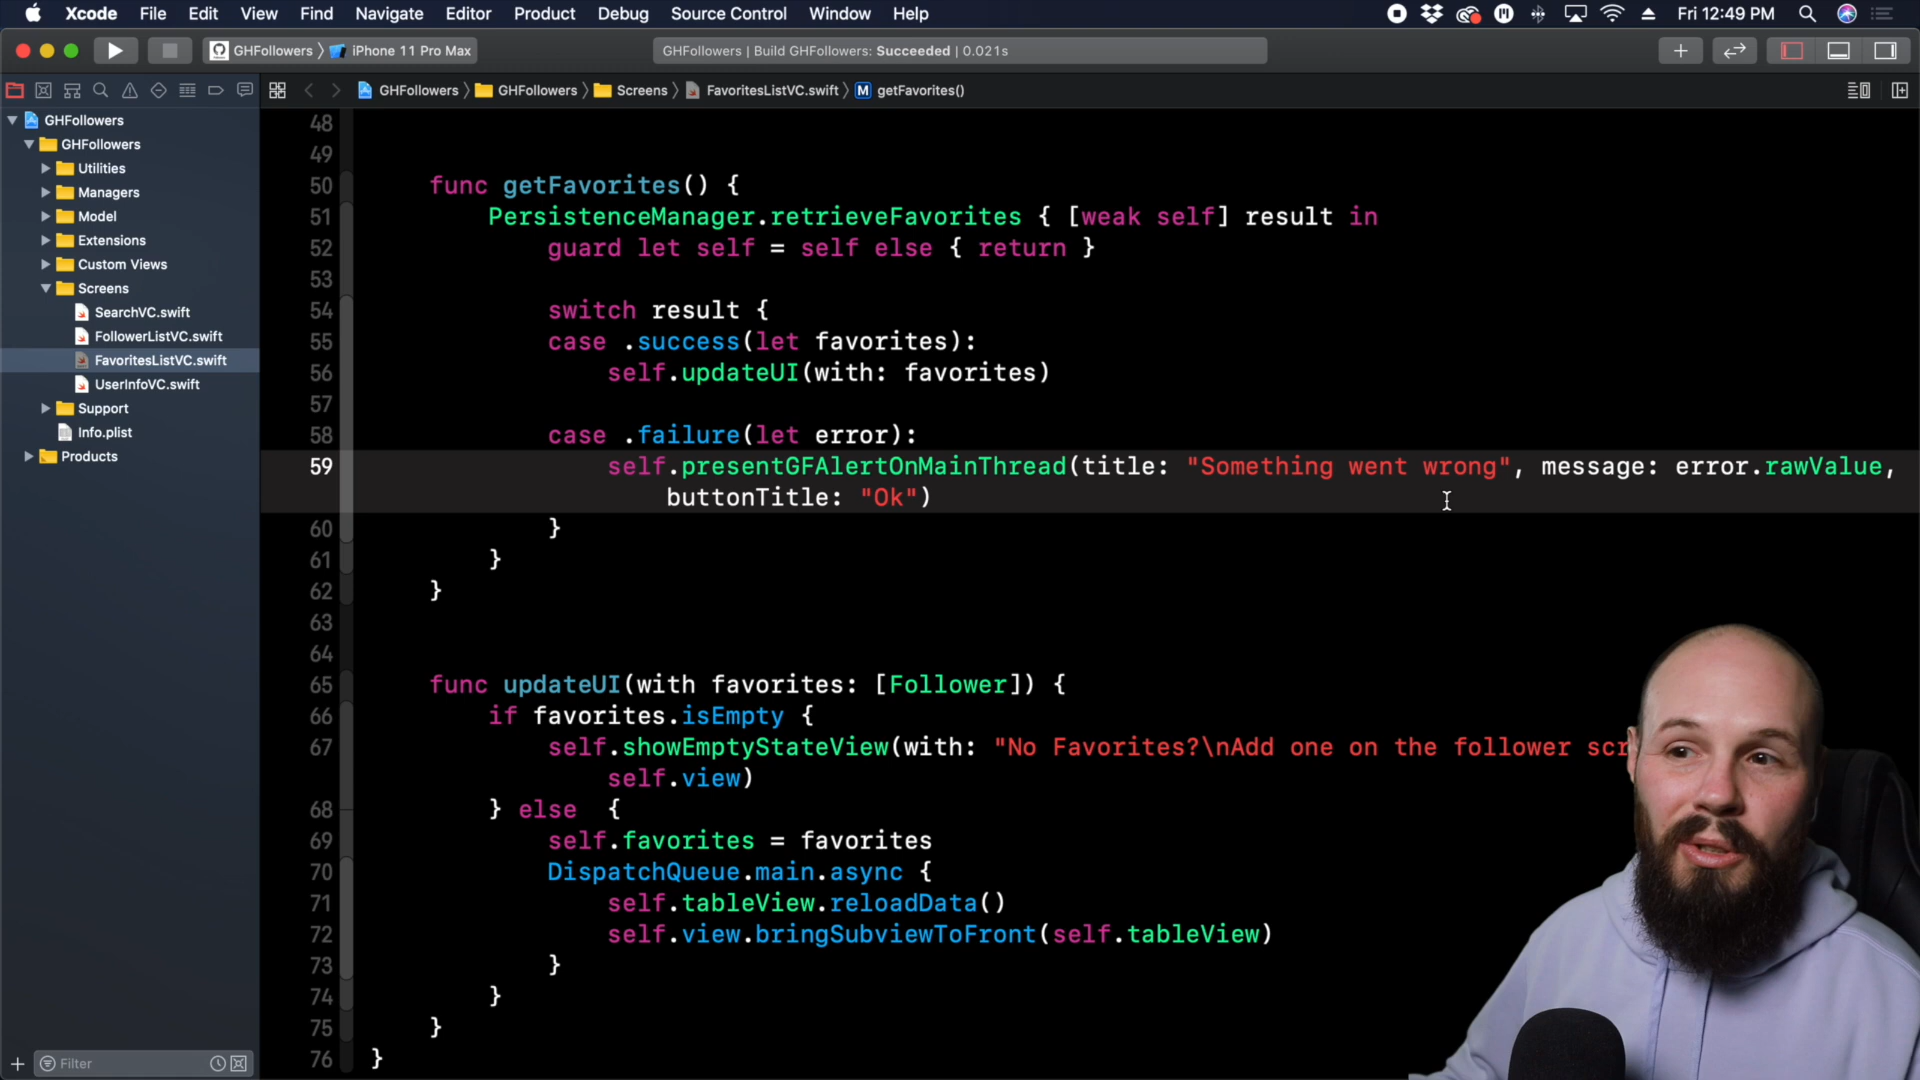 Xcode File Edit View Find Navigate Editor Product Debug Source Control Window Help Fri 12:49 PM
GHFollowers iPhone 11 Pro Max
GHFollowers | Build GHFollowers: Succeeded | 0.021s
GHFollowers GHFollowers Screens FavoritesListVC.swift M getFavorites()
GHFollowers
GHFollowers
Utilities
Managers
Model
Extensions
Custom Views
Screens
SearchVC.swift
FollowerListVC.swift
FavoritesListVC.swift
UserInfoVC.swift
Support
Info.plist
Products
Filter
48
49
50 func getFavorites() {
51 PersistenceManager.retrieveFavorites { [weak self] result in
52 guard let self = self else { return }
53
54 switch result {
55 case .success(let favorites):
56 self.updateUI(with: favorites)
57
58 case .failure(let error):
59 self.presentGFAlertOnMainThread(title: "Something went wrong", message: error.rawValue,
buttonTitle: "Ok")
60 }
61 }
62 }
63
64
65 func updateUI(with favorites: [Follower]) {
66 if favorites.isEmpty {
67 self.showEmptyStateView(with: "No Favorites?\nAdd one on the follower scr
self.view)
68 } else {
69 self.favorites = favorites
70 DispatchQueue.main.async {
71 self.tableView.reloadData()
72 self.view.bringSubviewToFront(self.tableView)
73 }
74 }
75 }
76 }